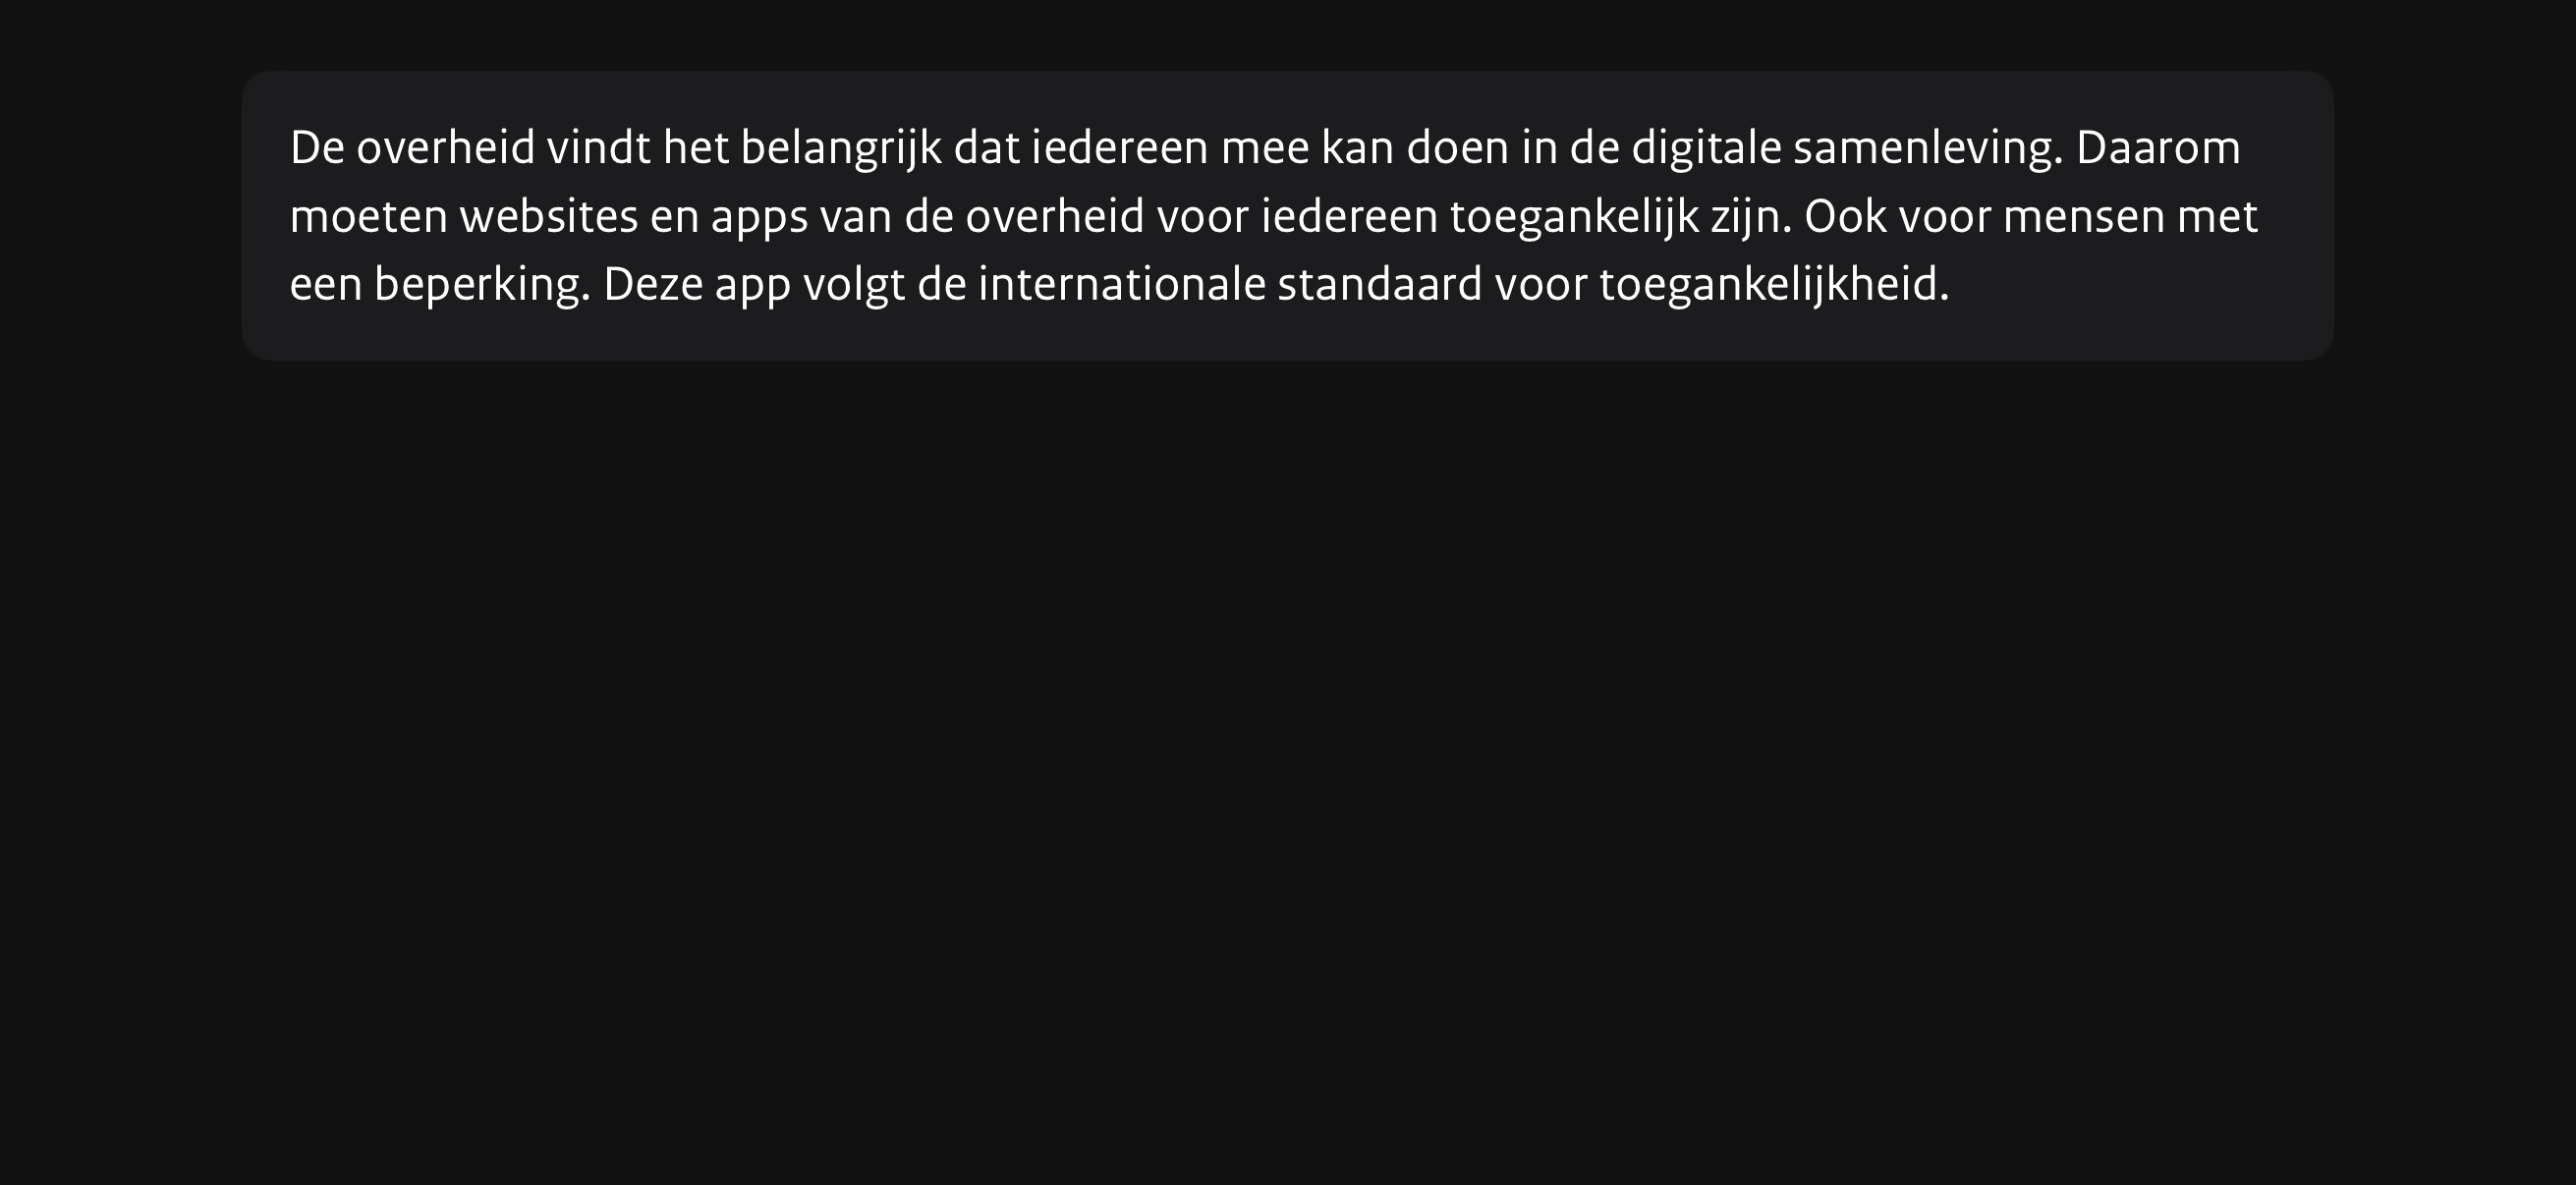 De overheid vindt het belangrijk dat iedereen mee kan doen in de digitale samenleving. Daarom
moeten websites en apps van de overheid voor iedereen toegankelijk zijn. Ook voor mensen met
een beperking. Deze app volgt de internationale standaard voor toegankelijkheid.